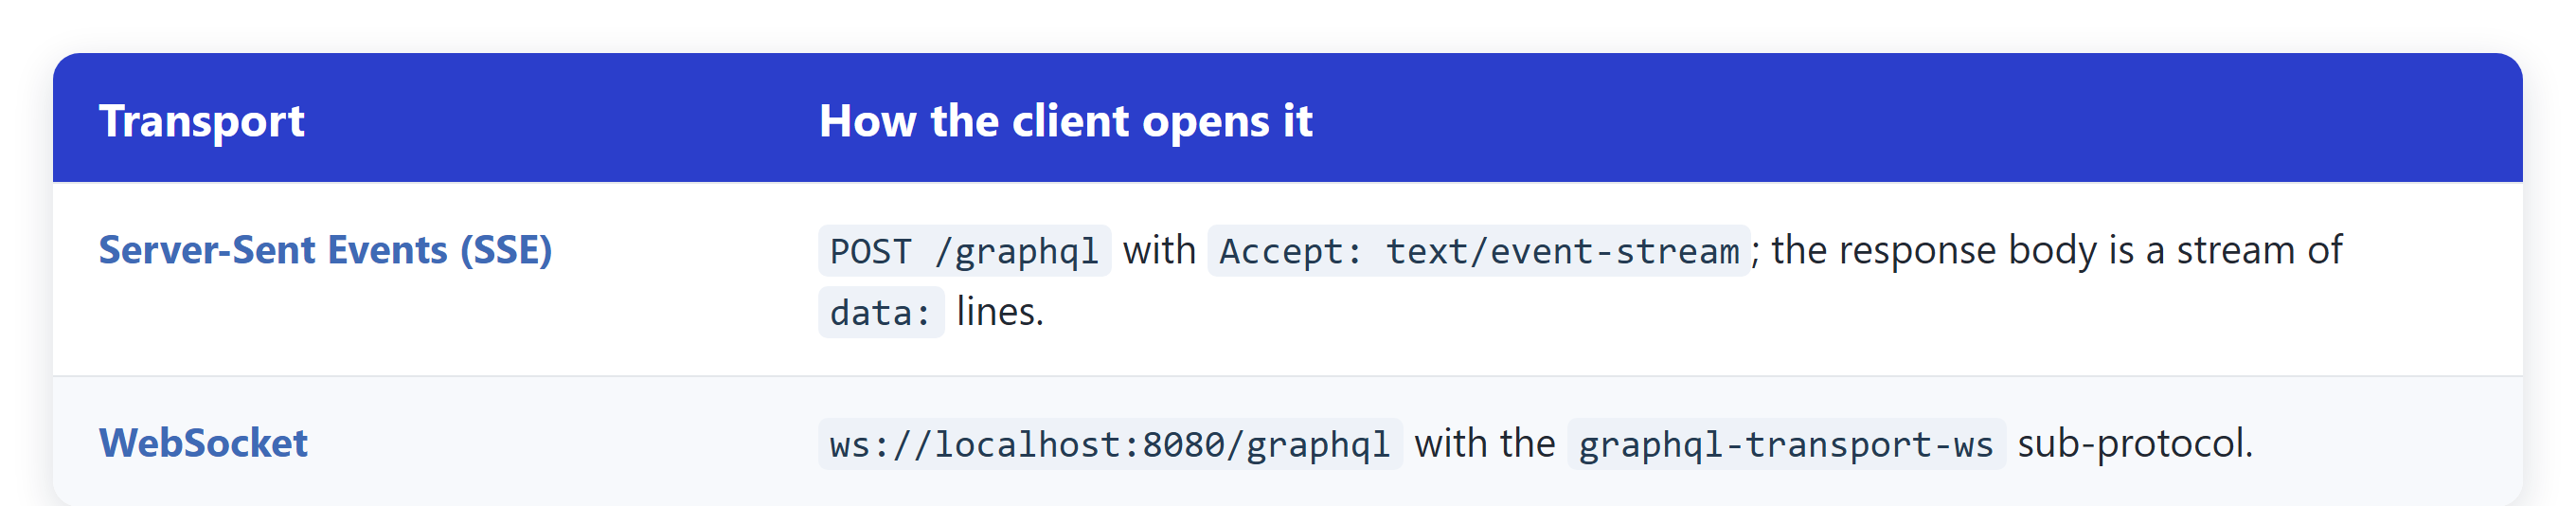 Transport
How the client opens it
Server-Sent Events (SSE)
POST /graphql with Accept: text/event-stream; the response body is a stream of
data: lines.
WebSocket
ws://localhost:8080/graphql with the graphql-transport-ws sub-protocol.